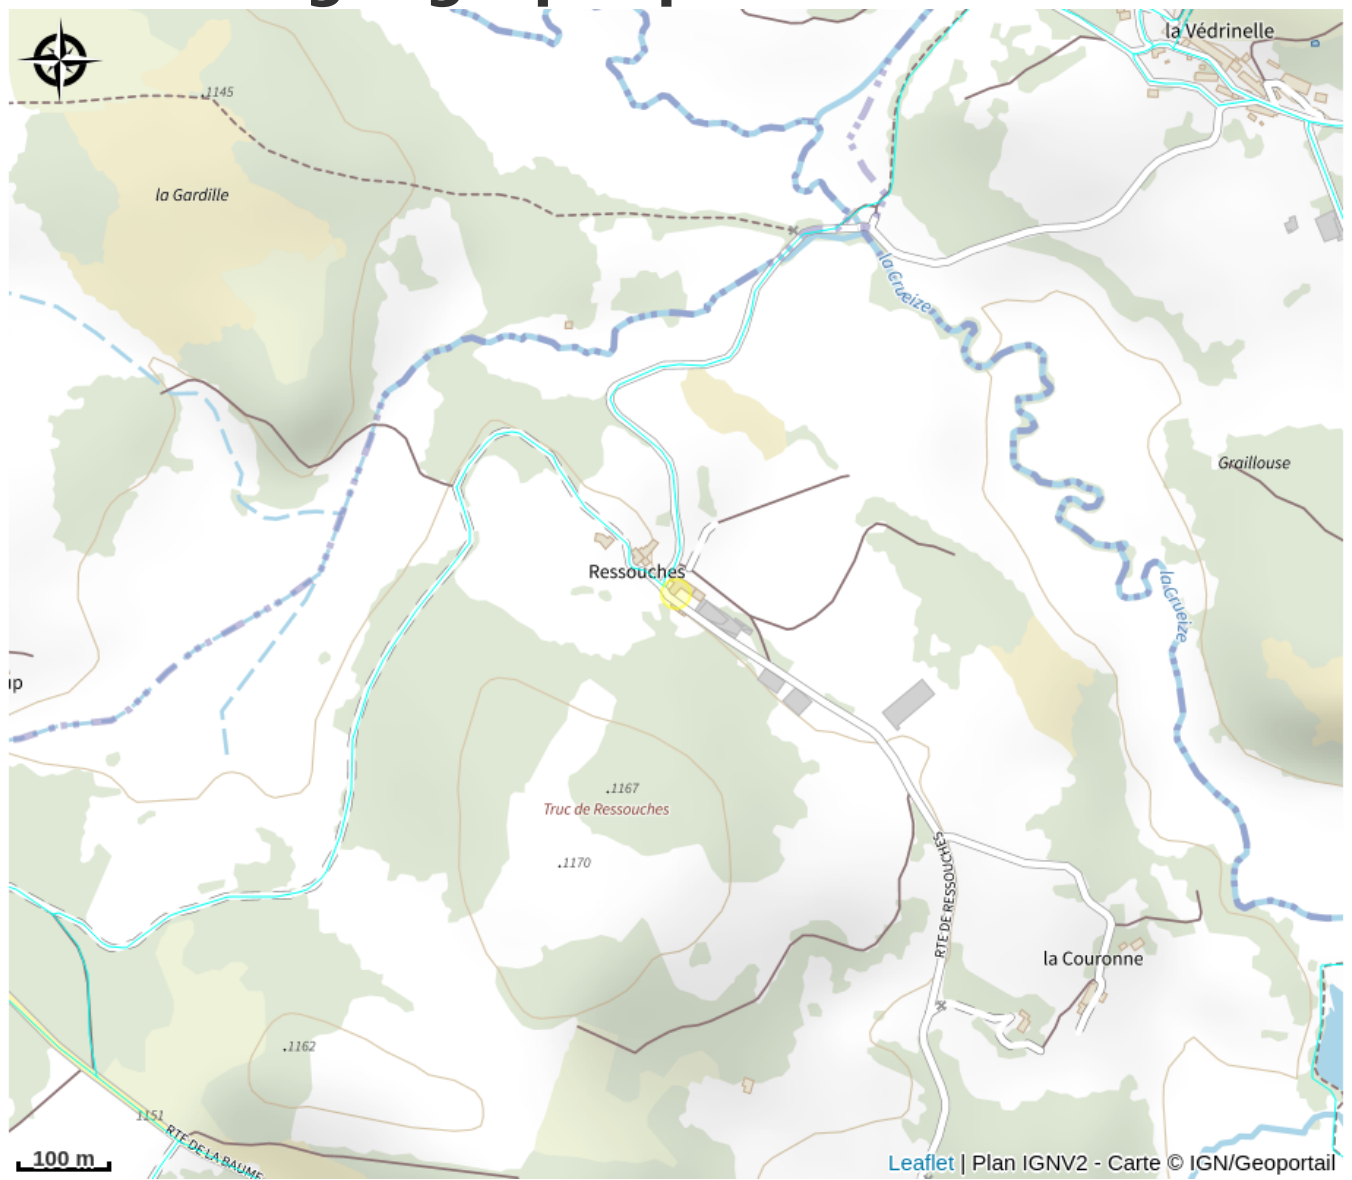 la Védrinelle
.1145
la Gardille
la Crueize
Graillouse
Ressouches
la Crueize
up
.1167
Truc de Ressouches
.1170
RTE DE RESSOUCHES
la Couronne
.1162
1151
RTE DE LA BAUME
100 m
Leaflet | Plan IGNV2 - Carte © IGN/Geoportail